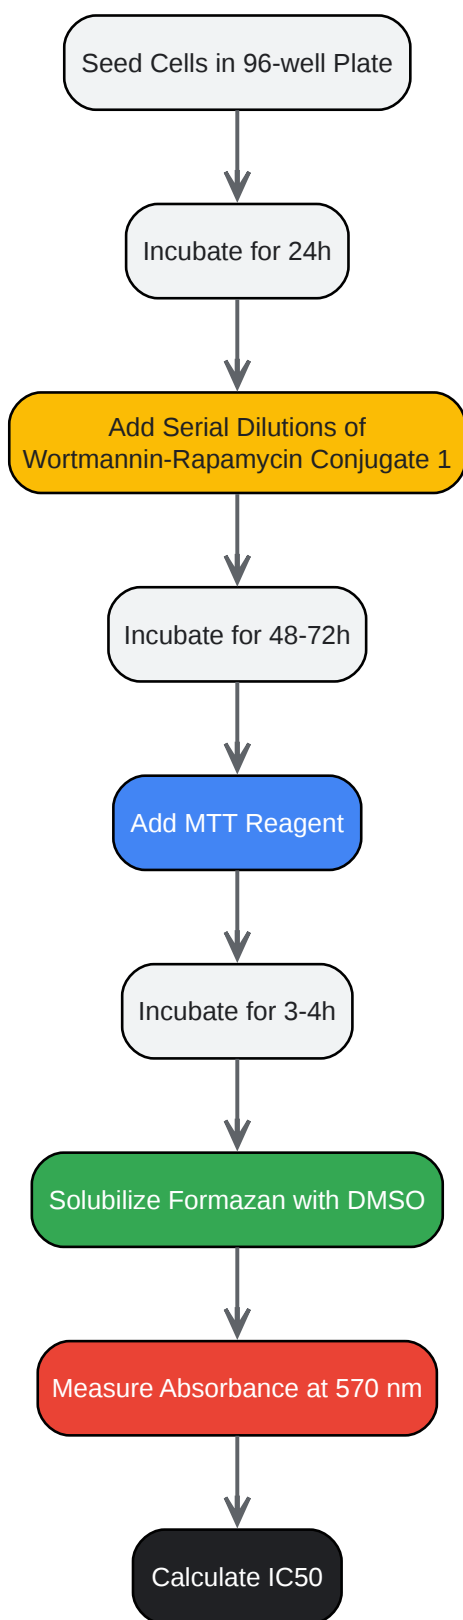 Seed Cells in 96-well Plate
Incubate for 24h
Add Serial Dilutions of
Wortmannin-Rapamycin Conjugate 1
Incubate for 48-72h
Add MTT Reagent
Incubate for 3-4h
Solubilize Formazan with DMSO
Measure Absorbance at 570 nm
Calculate IC50